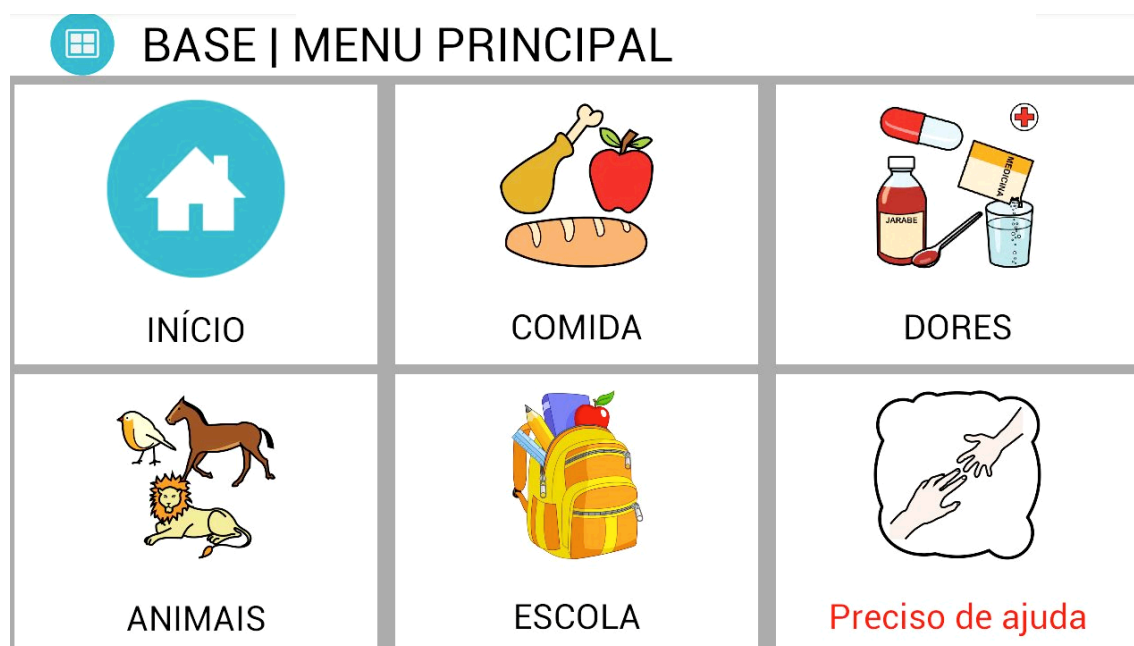 BASE | MENU PRINCIPAL
INÍCIO
COMIDA
MEDICINA
JARABE
DORES
ANIMAIS
ESCOLA
Preciso de ajuda